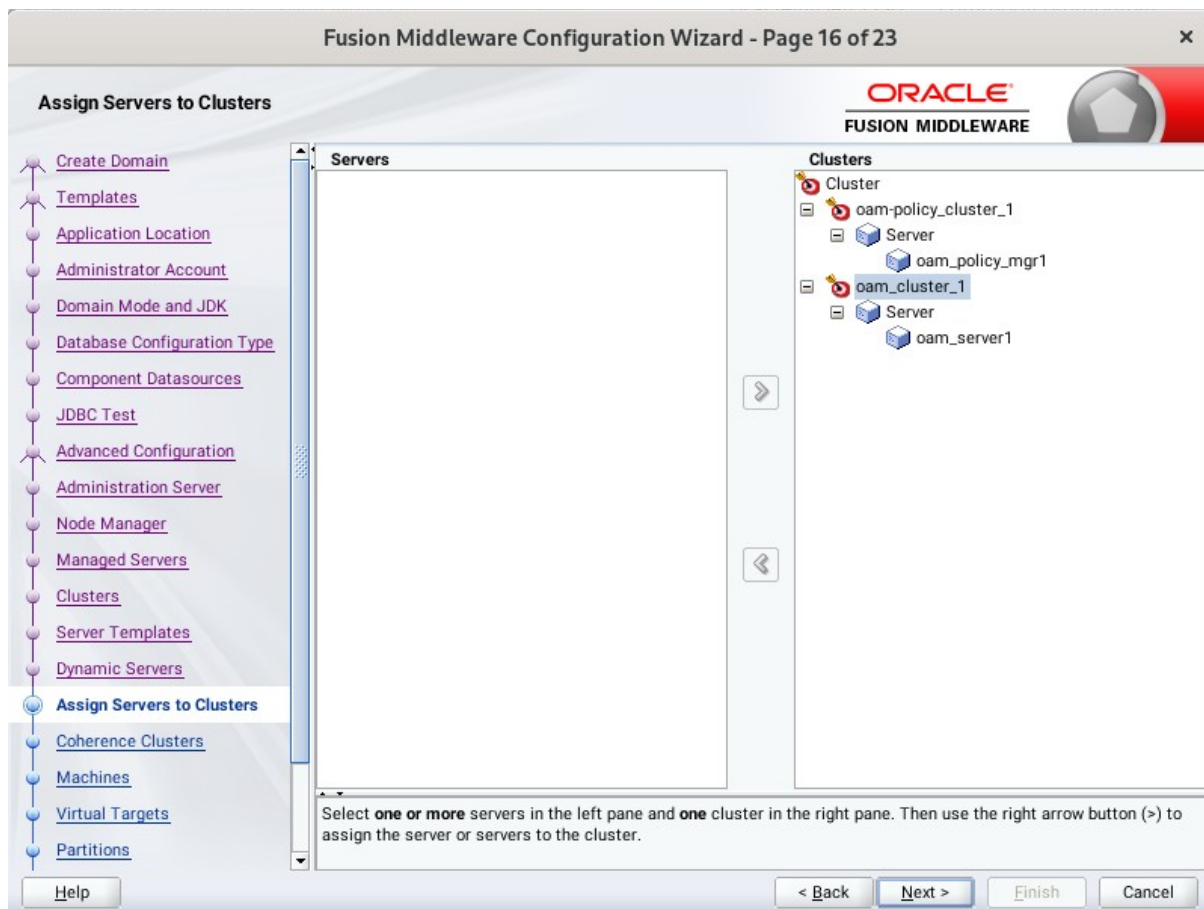 Fusion Middleware Configuration Wizard - Page 16 of 23
Assign Servers to Clusters
ORACLE
FUSION MIDDLEWARE
Create Domain
Templates
Application Location
Administrator Account
Domain Mode and JDK
Database Configuration Type
Component Datasources
JDBC Test
Advanced Configuration
Administration Server
Node Manager
Managed Servers
Clusters
Server Templates
Dynamic Servers
Assign Servers to Clusters
Coherence Clusters
Machines
Virtual Targets
Partitions
Servers
Clusters
Cluster
oam-policy_cluster_1
Server
oam_policy_mgr1
oam_cluster_1
Server
oam_server1
Select one or more servers in the left pane and one cluster in the right pane. Then use the right arrow button (>) to
assign the server or servers to the cluster.
Help
< Back
Next >
Finish
Cancel